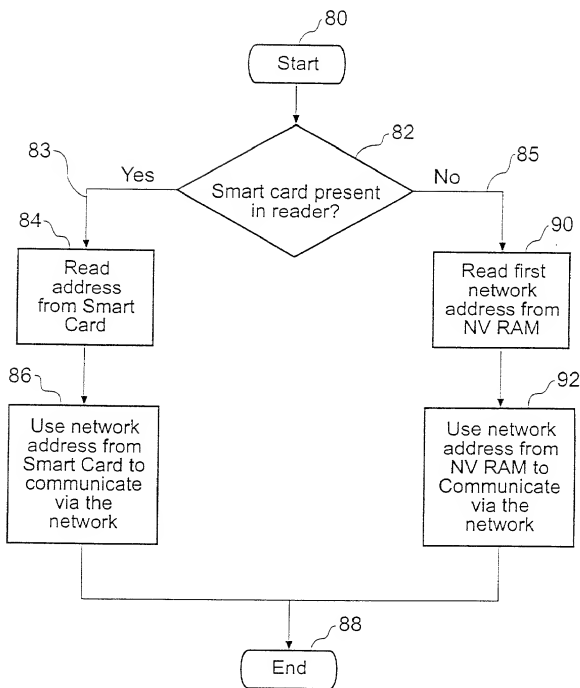 80
Start
82
83
Yes
No
85
Smart card present
in reader?
84
Read
address
from Smart
Card
90
Read first
network
address from
NV RAM
86
Use network
address from
Smart Card to
communicate
via the
network
92
Use network
address from
NV RAM to
Communicate
via the
network
88
End